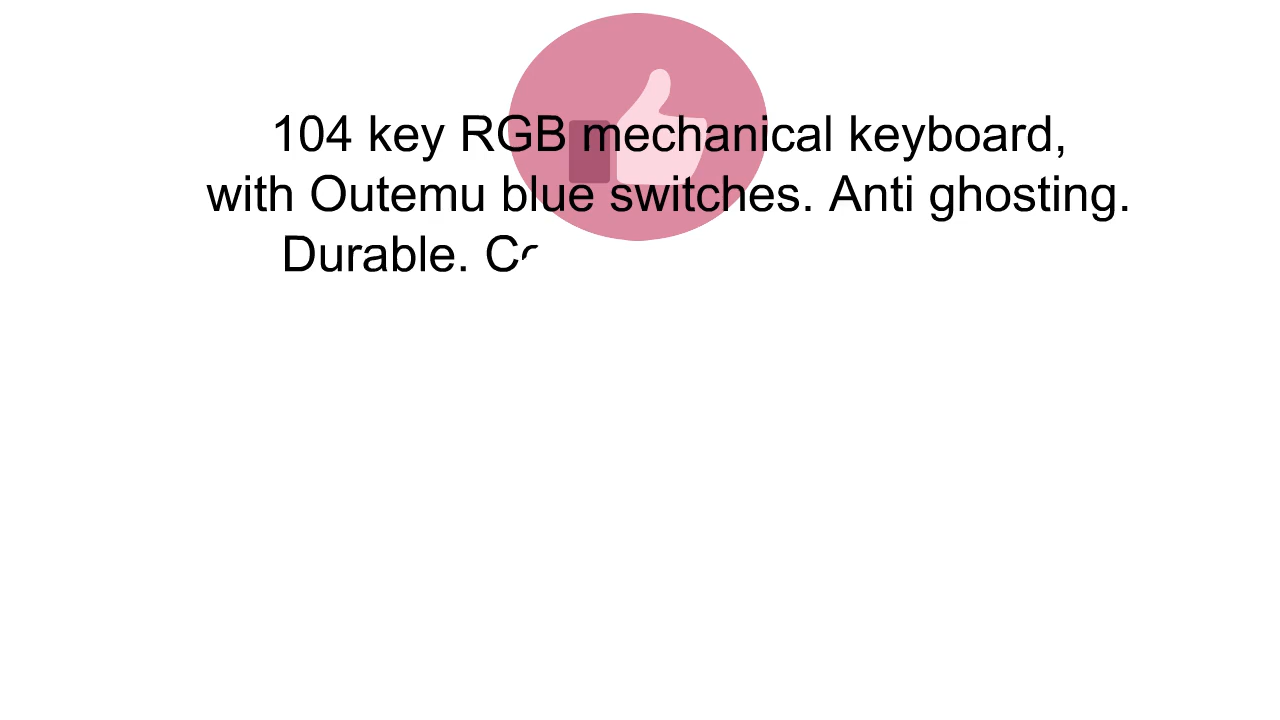 104 key RGB mechanical keyboard,
with Outemu blue switches. Anti ghosting.
Durable.